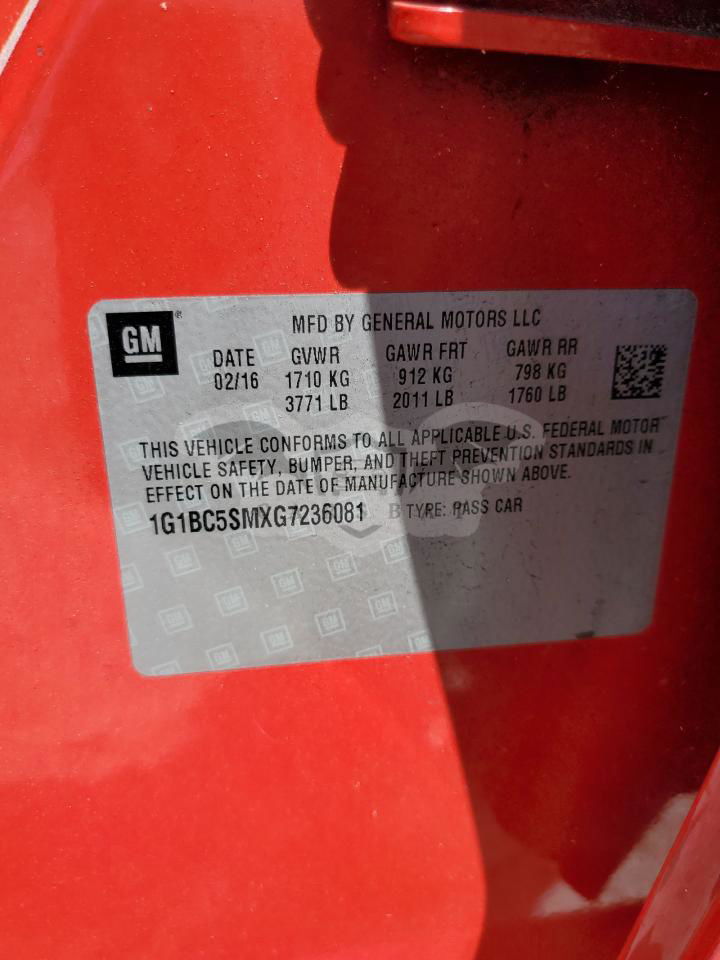 GM
MFD BY GENERAL MOTORS LLC
DATE GVWR GAWR FRT GAWR RR
02/16 1710 KG 912 KG 798 KG
3771 LB 2011 LB 1760 LB
THIS VEHICLE CONFORMS TO ALL APPLICABLE U.S. FEDERAL MOTOR
VEHICLE SAFETY, BUMPER, AND THEFT PREVENTION STANDARDS IN
EFFECT ON THE DATE OF MANUFACTURE SHOWN ABOVE.
1G1BC5SMXG7236081 TYPE: PASS CAR